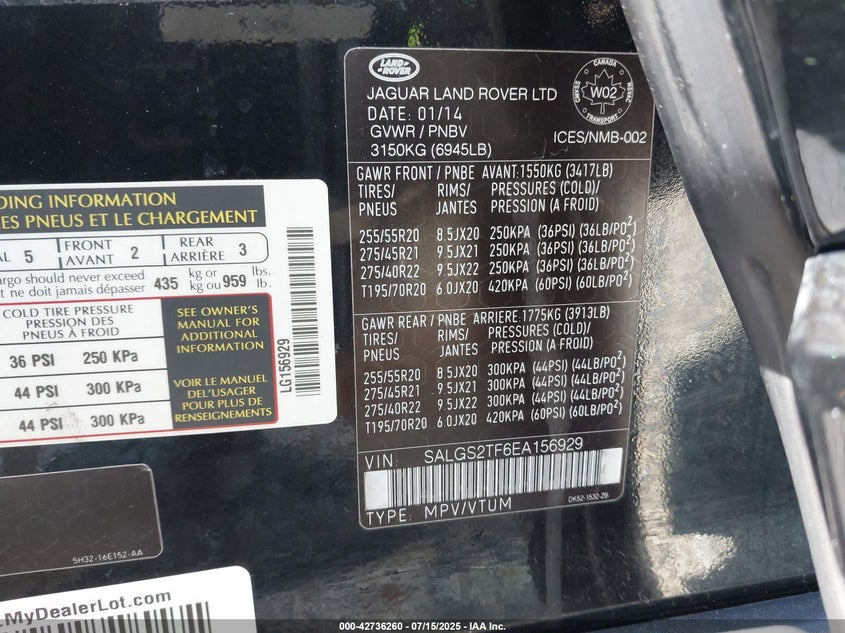 LAND
ROVER
JAGUAR LAND ROVER LTD
DATE: 01/14
GVWR / PNBV
3150KG (6945LB)
CANADA
W02
TRANSPORT
ICES/NMB-002
GAWR FRONT / PNBE AVANT:1550KG (3417LB)
TIRES/ RIMS/ PRESSURES (COLD)/
PNEUS JANTES PRESSION (A FROID)
255/55R20 8.5JX20 250KPA (36PSI) (36LB/PO²)
275/45R21 9.5JX21 250KPA (36PSI) (36LB/PO²)
275/40R22 9.5JX22 250KPA (36PSI) (36LB/PO²)
T195/70R20 6.0JX20 420KPA (60PSI) (60LB/PO²)
GAWR REAR / PNBE ARRIERE:1775KG (3913LB)
TIRES/ RIMS/ PRESSURES (COLD)/
PNEUS JANTES PRESSION (A FROID)
255/55R20 8.5JX20 300KPA (44PSI) (44LB/PO²)
275/45R21 9.5JX21 300KPA (44PSI) (44LB/PO²)
275/40R22 9.5JX22 300KPA (44PSI) (44LB/PO²)
T195/70R20 6.0JX20 420KPA (60PSI) (60LB/PO²)
VIN: SALGS2TF6EA156929
DK52-1532-ZB
TYPE: MPV/VTUM
DING INFORMATION
ES PNEUS ET LE CHARGEMENT
AL 5 FRONT AVANT 2 REAR ARRIÈRE 3
argo should never exceed 435 kg or 959 lbs.
nt ne doit jamais dépasser kg ou lb.
COLD TIRE PRESSURE
PRESSION DES
PNEUS À FROID
36 PSI 250 KPa
44 PSI 300 KPa
44 PSI 300 KPa
SEE OWNER'S
MANUAL FOR
ADDITIONAL
INFORMATION
VOIR LE MANUEL
DEL'USAGER
POUR PLUS DE
RENSEIGNEMENTS
LG156929
5H32-16E152-AA
MyDealerLot.com
000-42736260 - 07/15/2025 - IAA Inc.